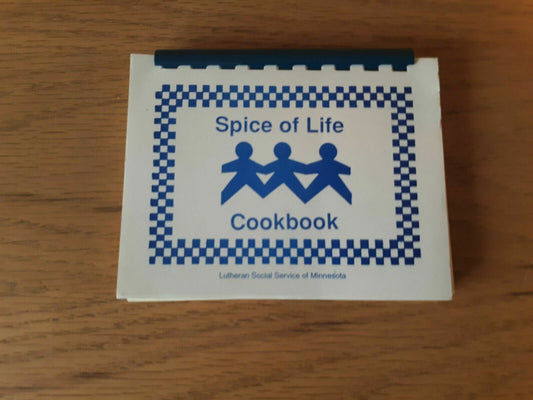 Spice of Life
Cookbook
Lutheran Social Service of Minnesota